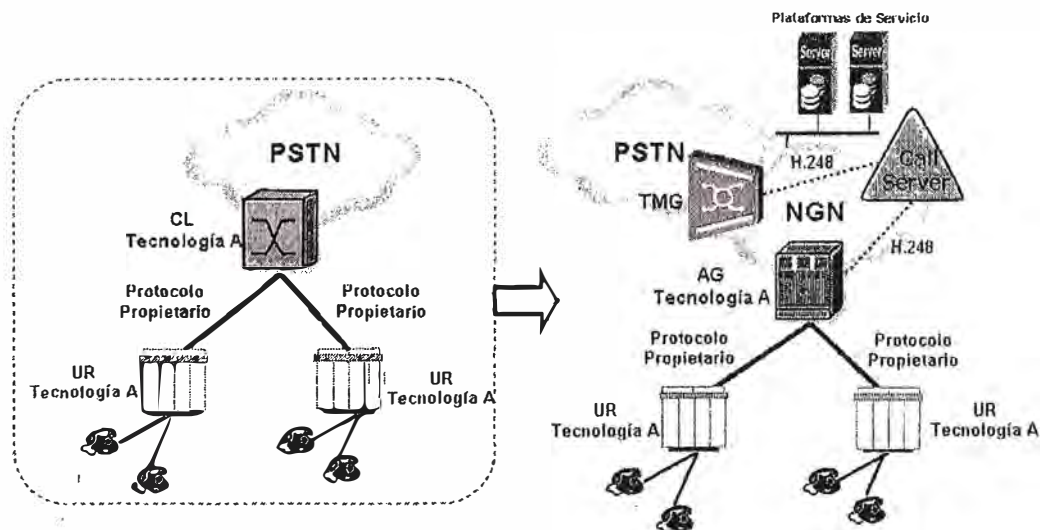 PSTN
CL
Tecnología A
Protocolo
Propietario
Protocolo
Propietario
UR
Tecnología A
UR
Tecnología A
Plataformas de Servicio
Server
Server
PSTN
H.248
Call
Server
TMG
NGN
H.248
AG
Tecnología A
Protocolo
Propietario
Protocolo
Propietario
UR
Tecnología A
UR
Tecnología A